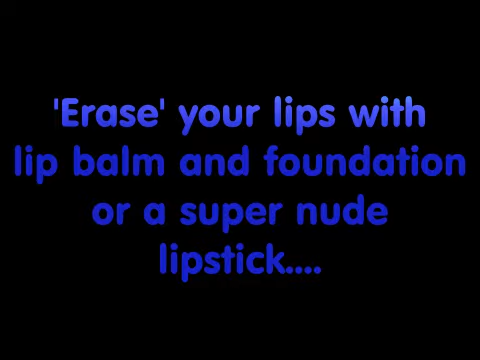 'Erase' your lips with
lip balm and foundation
or a super nude
lipstick....